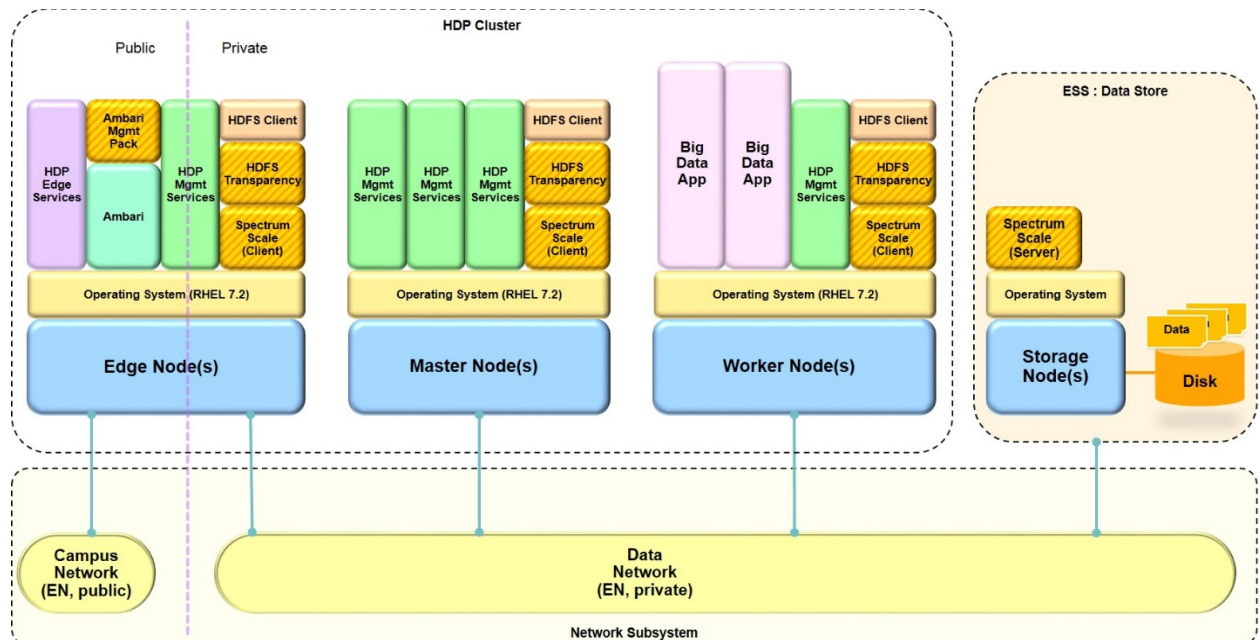 HDP Cluster
Public
Private
HDP
Edge
Services
Ambari
Mgmt
Pack
Ambari
HDP
Mgmt
Services
HDFS Client
HDFS
Transparency
Spectrum
Scale
(Client)
Operating System (RHEL 7.2)
Edge Node(s)
HDP
Mgmt
Services
HDP
Mgmt
Services
HDP
Mgmt
Services
HDFS Client
HDFS
Transparency
Spectrum
Scale
(Client)
Operating System (RHEL 7.2)
Master Node(s)
Big
Data
App
Big
Data
App
HDP
Mgmt
Services
HDFS Client
HDFS
Transparency
Spectrum
Scale
(Client)
Operating System (RHEL 7.2)
Worker Node(s)
ESS : Data Store
Spectrum
Scale
(Server)
Operating System
Storage
Node(s)
Data
Disk
Campus
Network
(EN, public)
Data
Network
(EN, private)
Network Subsystem